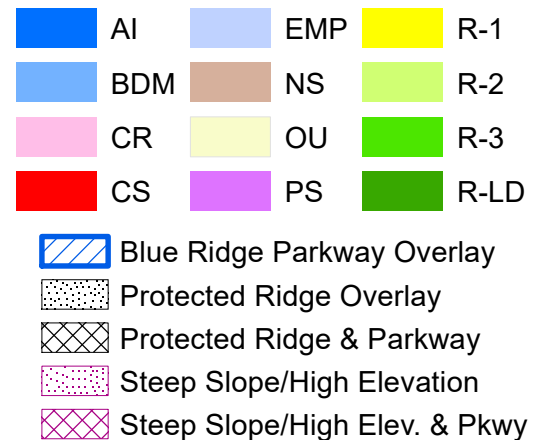 AI EMP R-1
BDM NS R-2
CR OU R-3
CS PS R-LD
Blue Ridge Parkway Overlay
Protected Ridge Overlay
Protected Ridge & Parkway
Steep Slope/High Elevation
Steep Slope/High Elev. & Pkwy